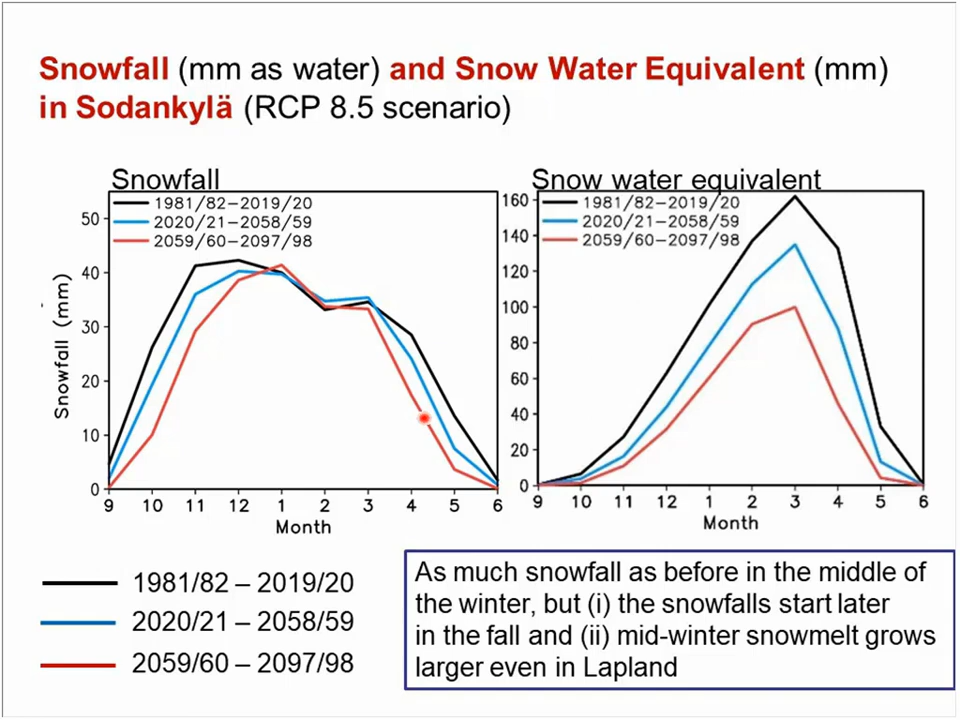 Snowfall (mm as water) and Snow Water Equivalent (mm)
in Sodankylä (RCP 8.5 scenario)
Snowfall
1981/82–2019/20
2020/21–2058/59
2059/60–2097/98
Snowfall (mm)
50
40
30
20
10
0
9 10 11 12 1 2 3 4 5 6
Month
Snow water equivalent
1981/82–2019/20
2020/21–2058/59
2059/60–2097/98
160
140
120
100
80
60
40
20
0
9 10 11 12 1 2 3 4 5 6
Month
1981/82 – 2019/20
2020/21 – 2058/59
2059/60 – 2097/98
As much snowfall as before in the middle of
the winter, but (i) the snowfalls start later
in the fall and (ii) mid-winter snowmelt grows
larger even in Lapland